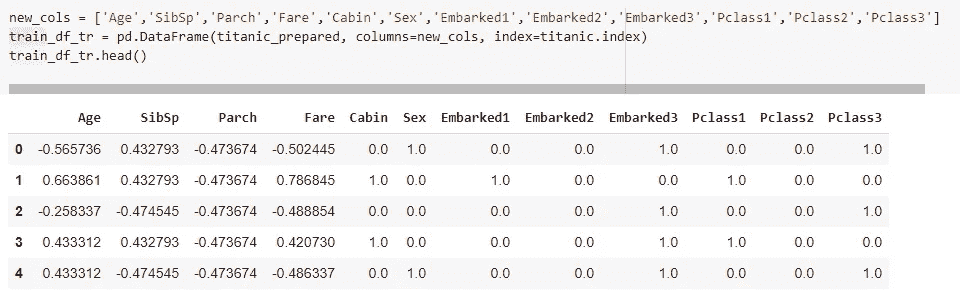 new_cols = ['Age','SibSp','Parch','Fare','Cabin','Sex','Embarked1','Embarked2','Embarked3','Pclass1','Pclass2','Pclass3']
train_df_tr = pd.DataFrame(titanic_prepared, columns=new_cols, index=titanic.index)
train_df_tr.head()
Age SibSp Parch Fare Cabin Sex Embarked1 Embarked2 Embarked3 Pclass1 Pclass2 Pclass3
0 -0.565736 0.432793 -0.473674 -0.502445 0.0 1.0 0.0 0.0 1.0 0.0 0.0 1.0
1 0.663861 0.432793 -0.473674 0.786845 1.0 0.0 1.0 0.0 0.0 1.0 0.0 0.0
2 -0.258337 -0.474545 -0.473674 -0.488854 0.0 0.0 0.0 0.0 1.0 0.0 0.0 1.0
3 0.433312 0.432793 -0.473674 0.420730 1.0 0.0 0.0 0.0 1.0 1.0 0.0 0.0
4 0.433312 -0.474545 -0.473674 -0.486337 0.0 1.0 0.0 0.0 1.0 0.0 0.0 1.0